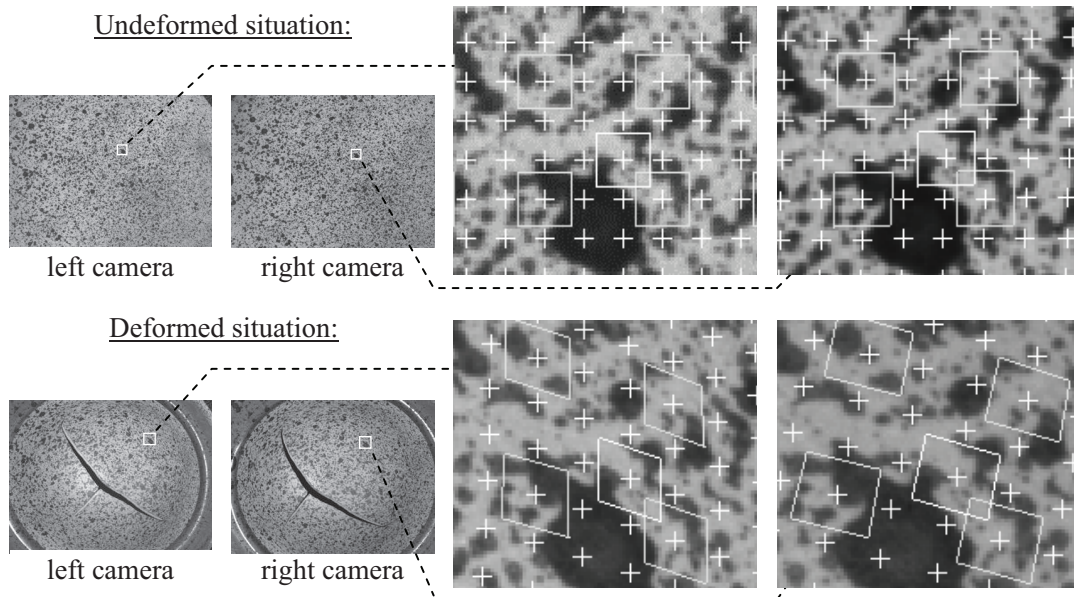 Undeformed situation:
left camera
right camera
Deformed situation:
left camera
right camera